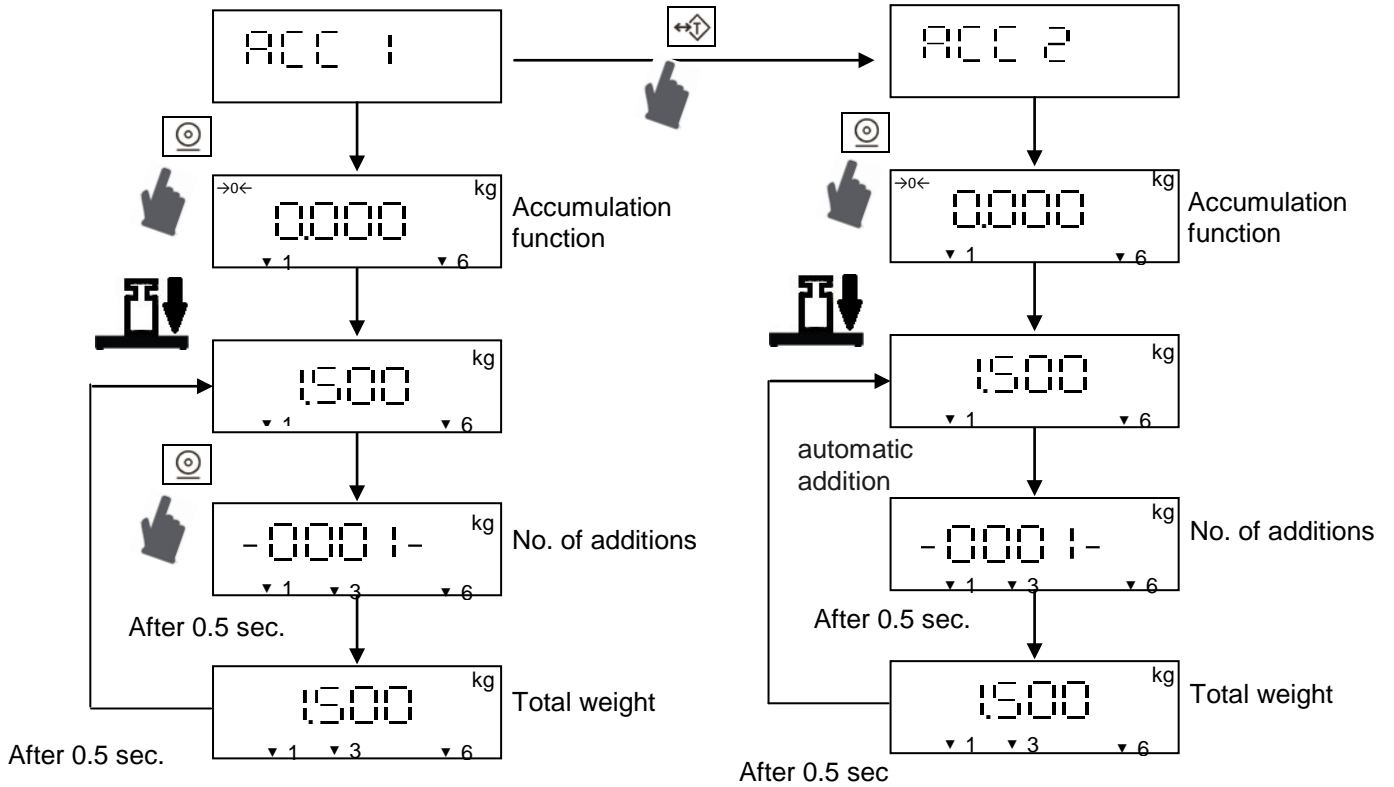 ACC 1
T
ACC 2
→0← kg
0.000
▼ 1 ▼ 6
Accumulation
function
→0← kg
0.000
▼ 1 ▼ 6
Accumulation
function
kg
1.500
▼ 1 ▼ 6
kg
1.500
▼ 1 ▼ 6
automatic
addition
kg
-0001-
▼ 1 ▼ 3 ▼ 6
No. of additions
kg
-0001-
▼ 1 ▼ 3 ▼ 6
No. of additions
After 0.5 sec.
After 0.5 sec.
kg
1.500
▼ 1 ▼ 3 ▼ 6
Total weight
kg
1.500
▼ 1 ▼ 3 ▼ 6
Total weight
After 0.5 sec.
After 0.5 sec